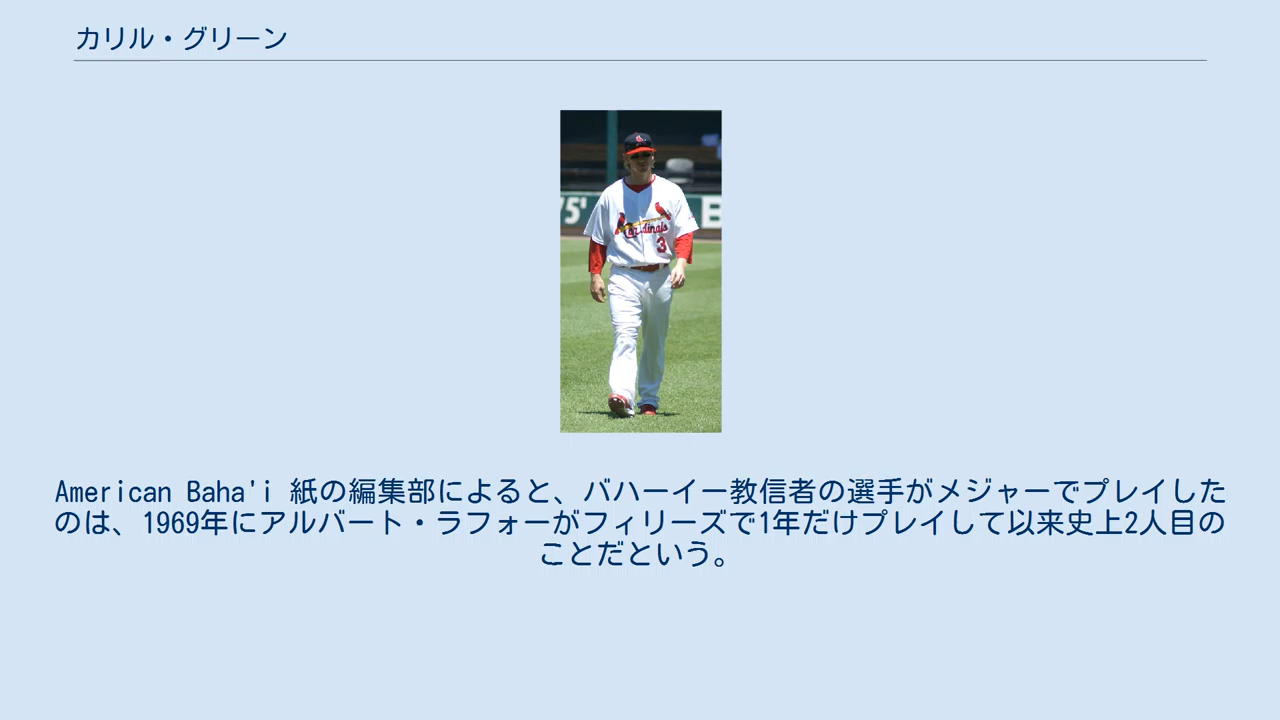 カリル・グリーン
75'
B
Cardinals
3
American Baha'i 紙の編集部によると、バハーイー教信者の選手がメジャーでプレイした
のは、1969年にアルバート・ラフォーがフィリーズで1年だけプレイして以来史上2人目の
ことだという。